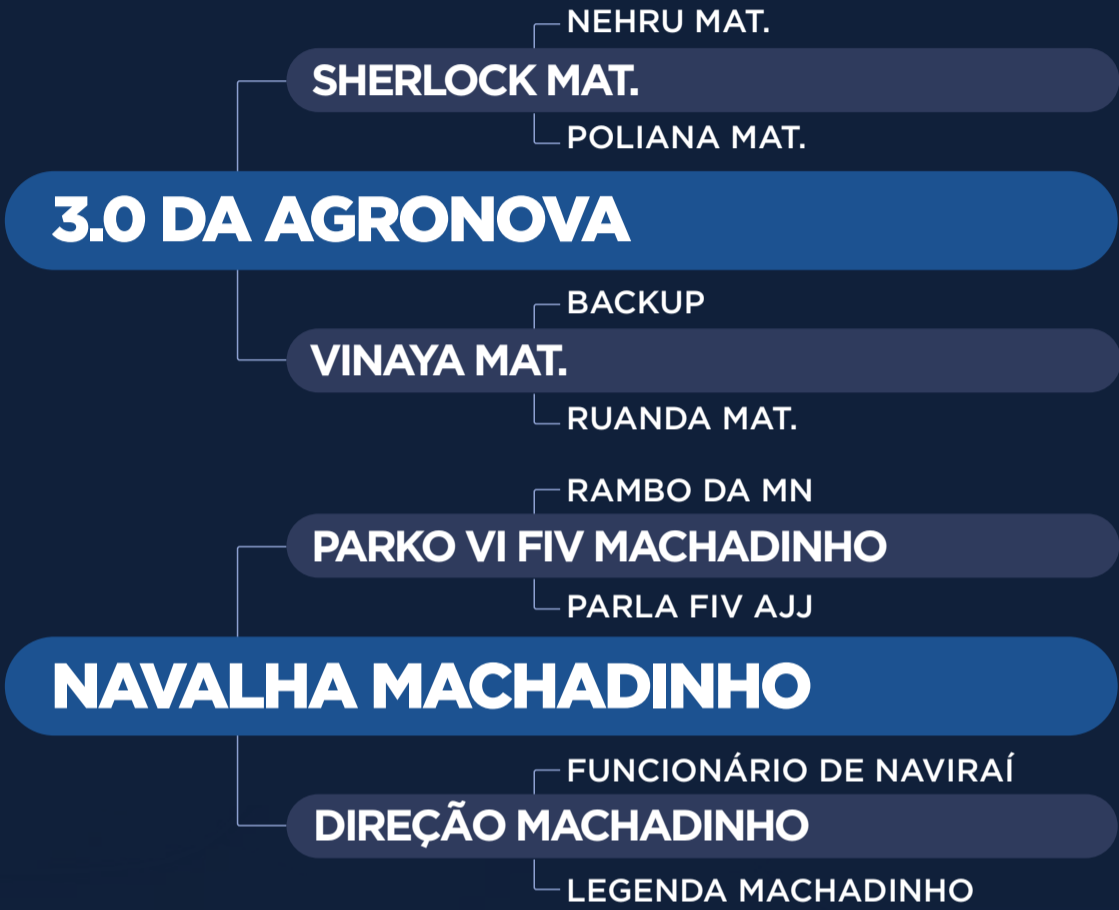 NEHRU MAT.
SHERLOCK MAT.
POLIANA MAT.
3.0 DA AGRONOVA
BACKUP
VINAYA MAT.
RUANDA MAT.
RAMBO DA MN
PARKO VI FIV MACHADINHO
PARLA FIV AJJ
NAVALHA MACHADINHO
FUNCIONÁRIO DE NAVIRAÍ
DIREÇÃO MACHADINHO
LEGENDA MACHADINHO